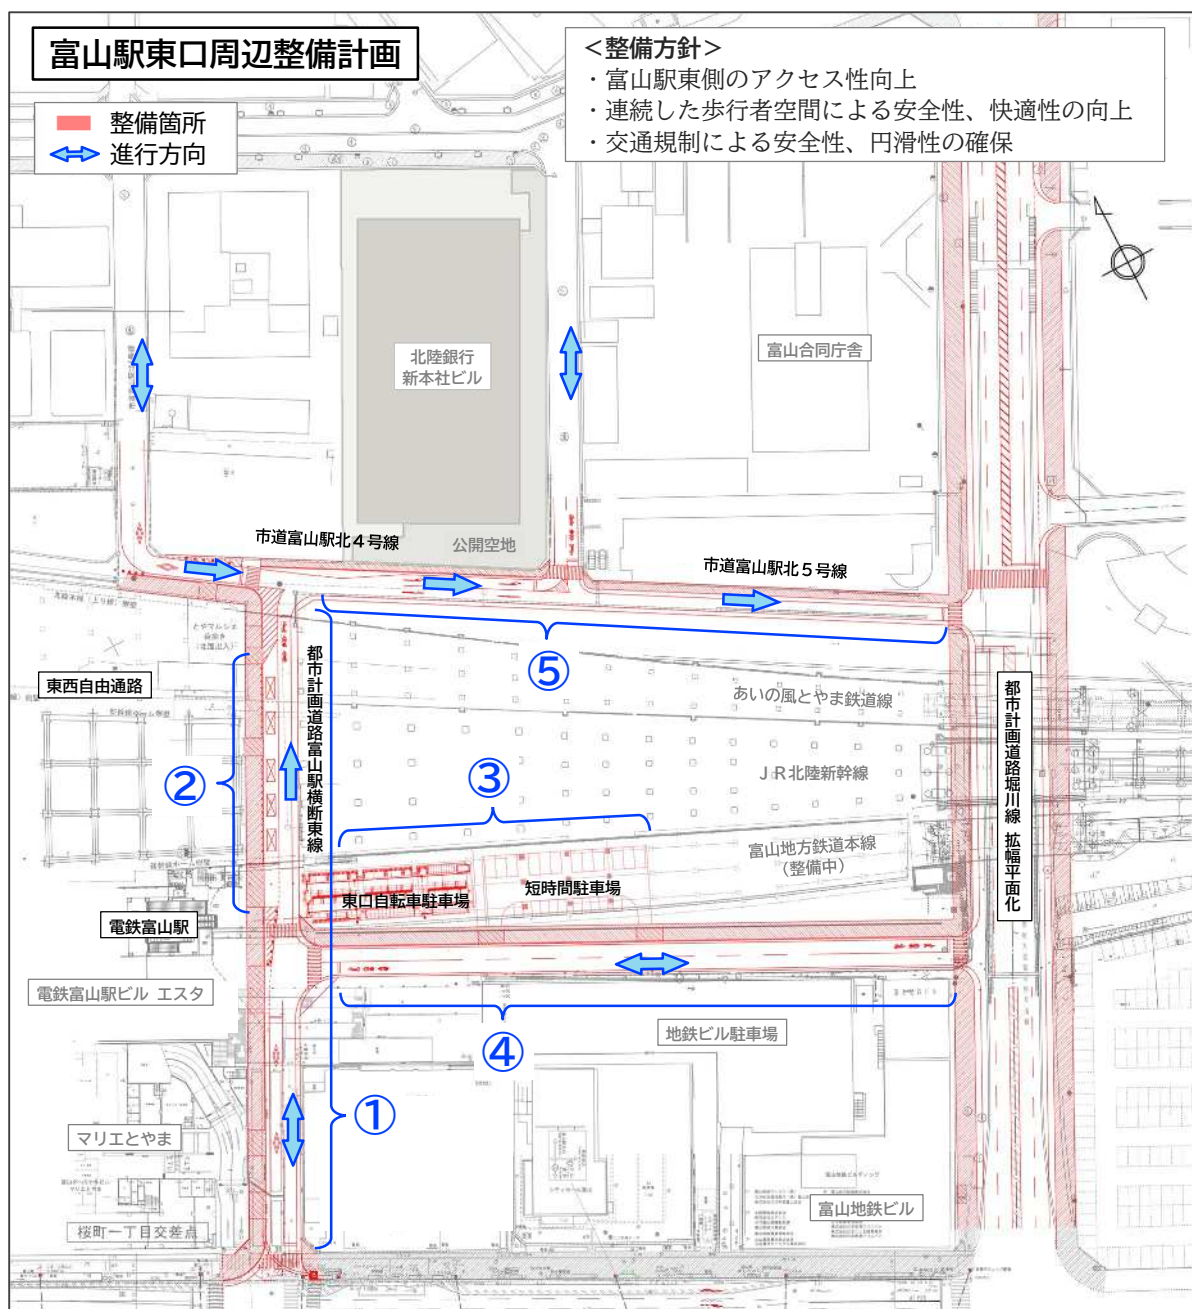 富山駅東口周辺整備計画
＜整備方針＞
・富山駅東側のアクセス性向上
・連続した歩行者空間による安全性、快適性の向上
・交通規制による安全性、円滑性の確保
整備箇所
進行方向
北陸銀行
新本社ビル
富山合同庁舎
市道富山駅北４号線
公開空地
市道富山駅北５号線
東西自由通路
都市計画道路富山駅横断東線
⑤
あいの風とやま鉄道線
都市計画道路堀川線 拡幅平面化
②
③
ＪＲ北陸新幹線
富山地方鉄道本線
（整備中）
東口自転車駐車場
短時間駐車場
電鉄富山駅
電鉄富山駅ビル エスタ
④
地鉄ビル駐車場
①
マリエとやま
富山地鉄ビル
桜町一丁目交差点